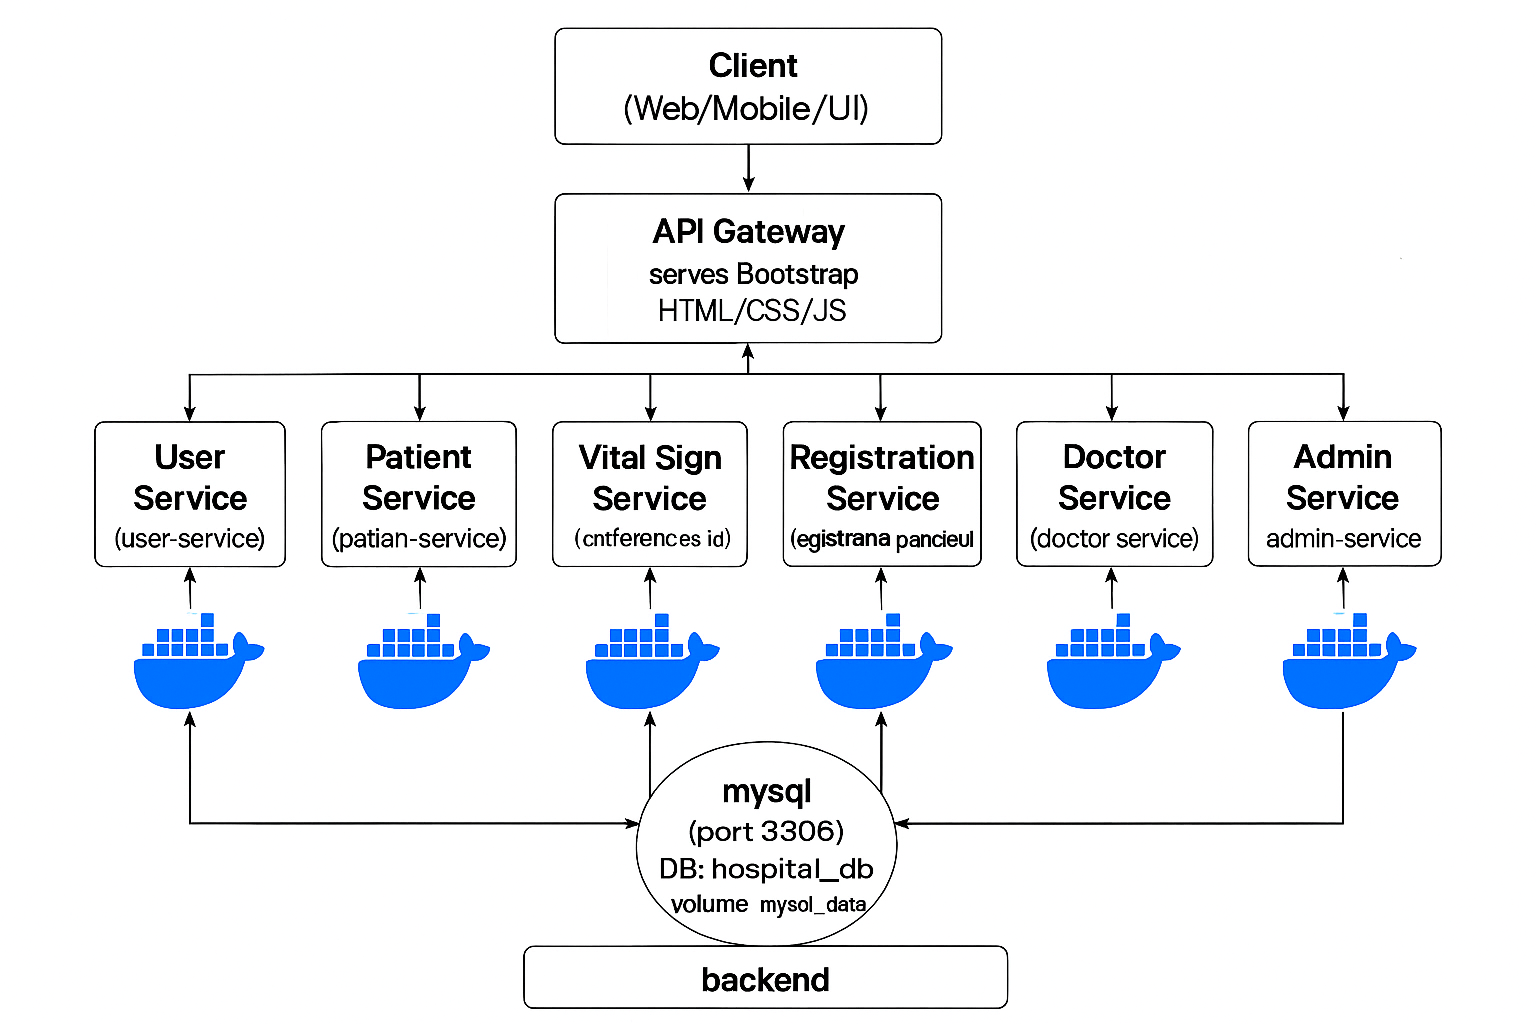 Client
(Web/Mobile/UI)
API Gateway
serves Bootstrap
HTML/CSS/JS
User
Service
(user-service)
Patient
Service
(patian-service)
Vital Sign
Service
(cntferences id)
Registration
Service
(egistrana pancieul
Doctor
Service
(doctor service)
Admin
Service
admin-service
mysql
(port 3306)
DB: hospital_db
volume mysol_data
backend